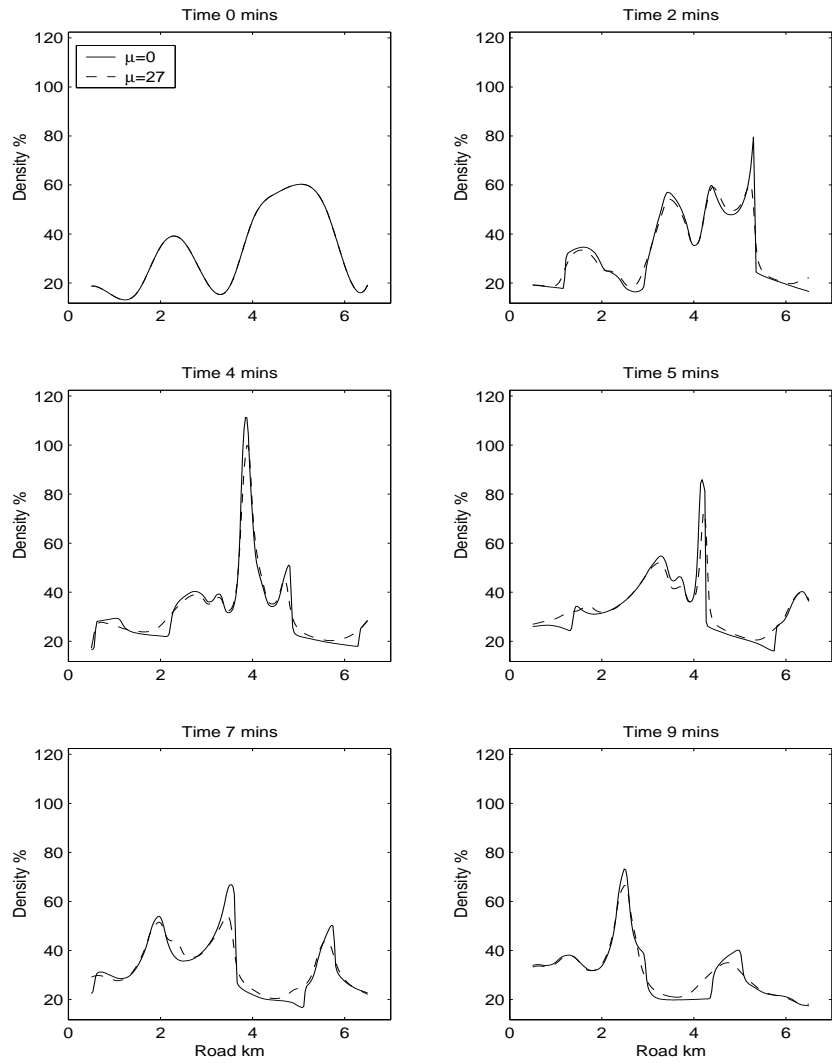 Time 0 mins
Time 2 mins
120
100
80
60
40
20
0 2 4 6
Density %
μ=0
μ=27
120
100
80
60
40
20
0 2 4 6
Density %
Time 4 mins
Time 5 mins
120
100
80
60
40
20
0 2 4 6
Density %
120
100
80
60
40
20
0 2 4 6
Density %
Time 7 mins
Time 9 mins
120
100
80
60
40
20
0 2 4 6
Density %
Road km
120
100
80
60
40
20
0 2 4 6
Density %
Road km